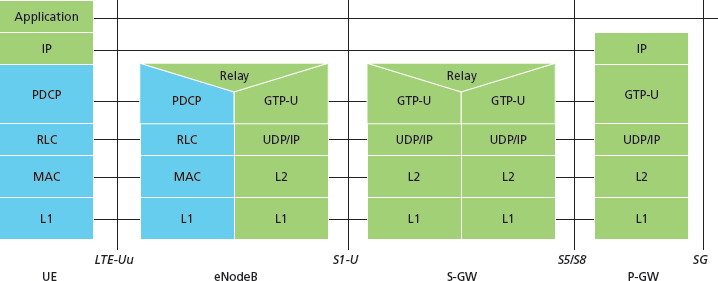 Application
IP IP
Relay Relay
PDCP PDCP GTP-U GTP-U GTP-U GTP-U
RLC RLC UDP/IP UDP/IP UDP/IP UDP/IP
MAC MAC L2 L2 L2 L2
L1 L1 L1 L1 L1 L1
LTE-Uu S1-U S5/S8 SG
UE eNodeB S-GW P-GW